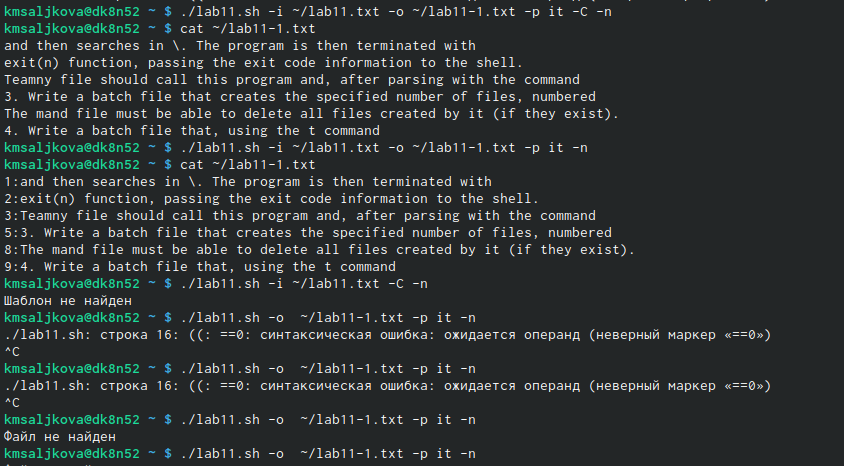 kmsaljkova@dk8n52 ~ $ ./lab11.sh -i ~/lab11.txt -o ~/lab11-1.txt -p it -C -n
kmsaljkova@dk8n52 ~ $ cat ~/lab11-1.txt
and then searches in \. The program is then terminated with
exit(n) function, passing the exit code information to the shell.
Teamny file should call this program and, after parsing with the command
3. Write a batch file that creates the specified number of files, numbered
The mand file must be able to delete all files created by it (if they exist).
4. Write a batch file that, using the t command
kmsaljkova@dk8n52 ~ $ ./lab11.sh -i ~/lab11.txt -o ~/lab11-1.txt -p it -n
kmsaljkova@dk8n52 ~ $ cat ~/lab11-1.txt
1:and then searches in \. The program is then terminated with
2:exit(n) function, passing the exit code information to the shell.
3:Teamny file should call this program and, after parsing with the command
5:3. Write a batch file that creates the specified number of files, numbered
8:The mand file must be able to delete all files created by it (if they exist).
9:4. Write a batch file that, using the t command
kmsaljkova@dk8n52 ~ $ ./lab11.sh -i ~/lab11.txt -C -n
Шаблон не найден
kmsaljkova@dk8n52 ~ $ ./lab11.sh -o  ~/lab11-1.txt -p it -n
./lab11.sh: строка 16: ((: ==0: синтаксическая ошибка: ожидается операнд (неверный маркер «==0»)
^C
kmsaljkova@dk8n52 ~ $ ./lab11.sh -o  ~/lab11-1.txt -p it -n
./lab11.sh: строка 16: ((: ==0: синтаксическая ошибка: ожидается операнд (неверный маркер «==0»)
^C
kmsaljkova@dk8n52 ~ $ ./lab11.sh -o  ~/lab11-1.txt -p it -n
Файл не найден
kmsaljkova@dk8n52 ~ $ ./lab11.sh -o ~/lab11-1.txt -p it -n